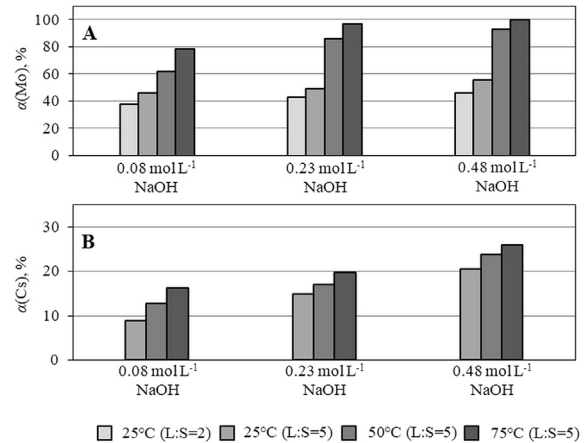 A
α(Mo), %
100
80
60
40
20
0
0.08 mol L⁻¹ NaOH
0.23 mol L⁻¹ NaOH
0.48 mol L⁻¹ NaOH
B
α(Cs), %
30
20
10
0
0.08 mol L⁻¹ NaOH
0.23 mol L⁻¹ NaOH
0.48 mol L⁻¹ NaOH
25°C (L:S=2) 25°C (L:S=5) 50°C (L:S=5) 75°C (L:S=5)